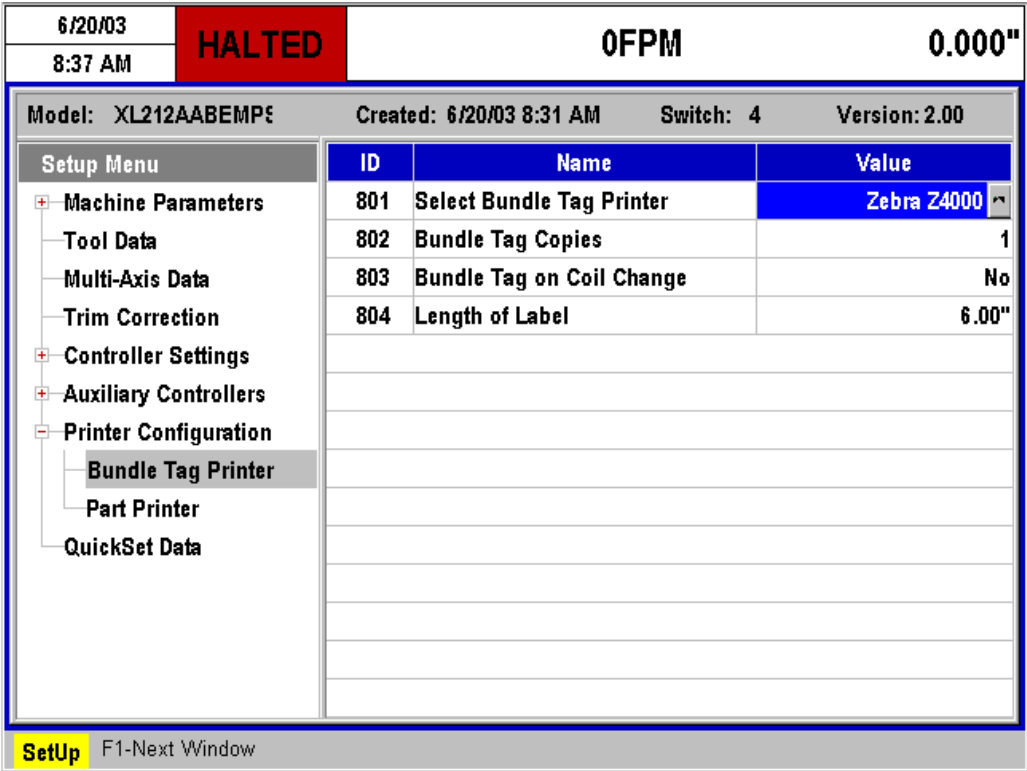 6/20/03
8:37 AM
HALTED
0FPM
0.000"
Model: XL212AABEMPS Created: 6/20/03 8:31 AM Switch: 4 Version: 2.00
Setup Menu
Machine Parameters
Tool Data
Multi-Axis Data
Trim Correction
Controller Settings
Auxiliary Controllers
Printer Configuration
Bundle Tag Printer
Part Printer
QuickSet Data
ID Name Value
801 Select Bundle Tag Printer Zebra Z4000
802 Bundle Tag Copies 1
803 Bundle Tag on Coil Change No
804 Length of Label 6.00"
SetUp F1-Next Window